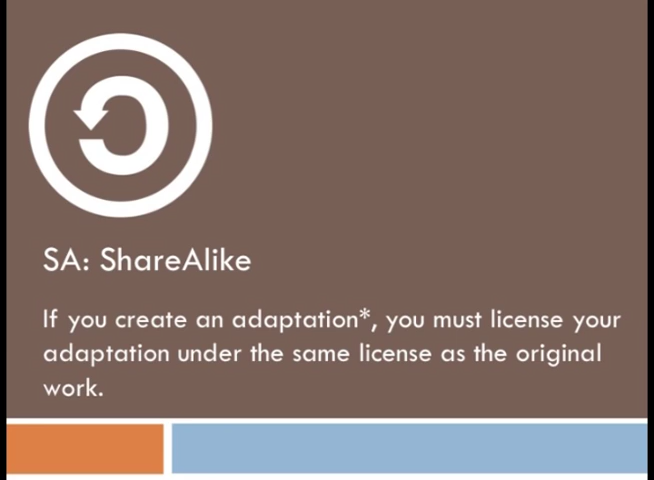 SA: ShareAlike
If you create an adaptation*, you must license your
adaptation under the same license as the original
work.